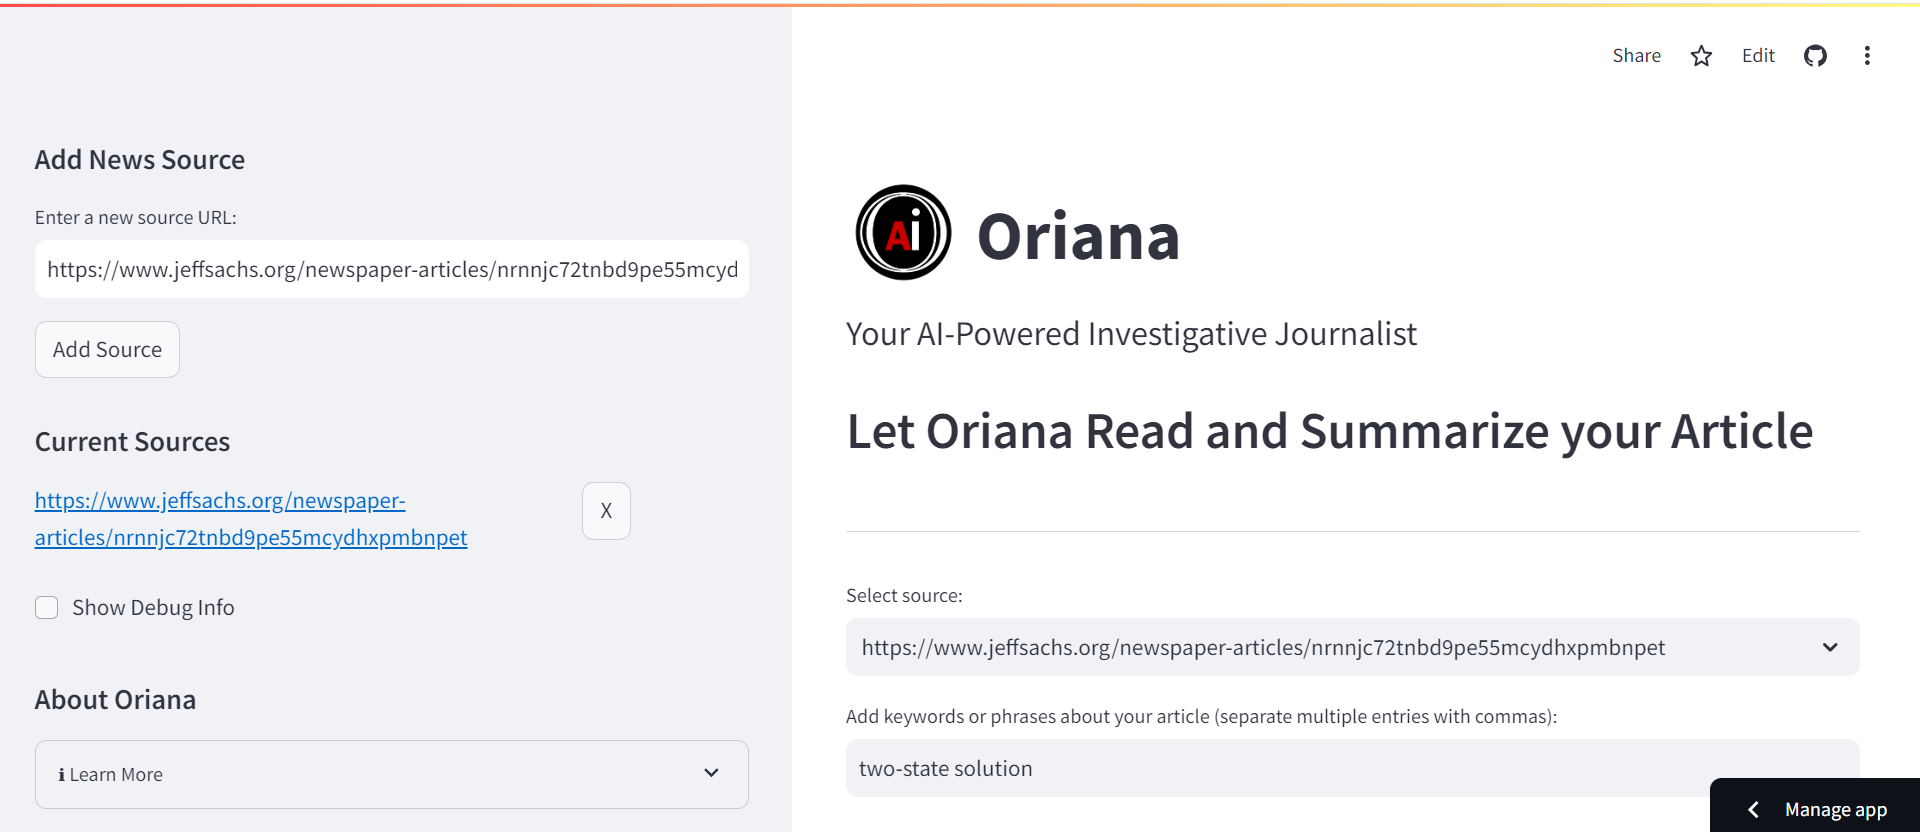 Share
Edit
Add News Source
Enter a new source URL:
https://www.jeffsachs.org/newspaper-articles/nrnnjc72tnbd9pe55mcyd
Add Source
Current Sources
https://www.jeffsachs.org/newspaper-
articles/nrnnjc72tnbd9pe55mcydhxpmbnpet
X
Show Debug Info
About Oriana
ℹ Learn More
Ai
Oriana
Your AI-Powered Investigative Journalist
Let Oriana Read and Summarize your Article
Select source:
https://www.jeffsachs.org/newspaper-articles/nrnnjc72tnbd9pe55mcydhxpmbnpet
Add keywords or phrases about your article (separate multiple entries with commas):
two-state solution
Manage app